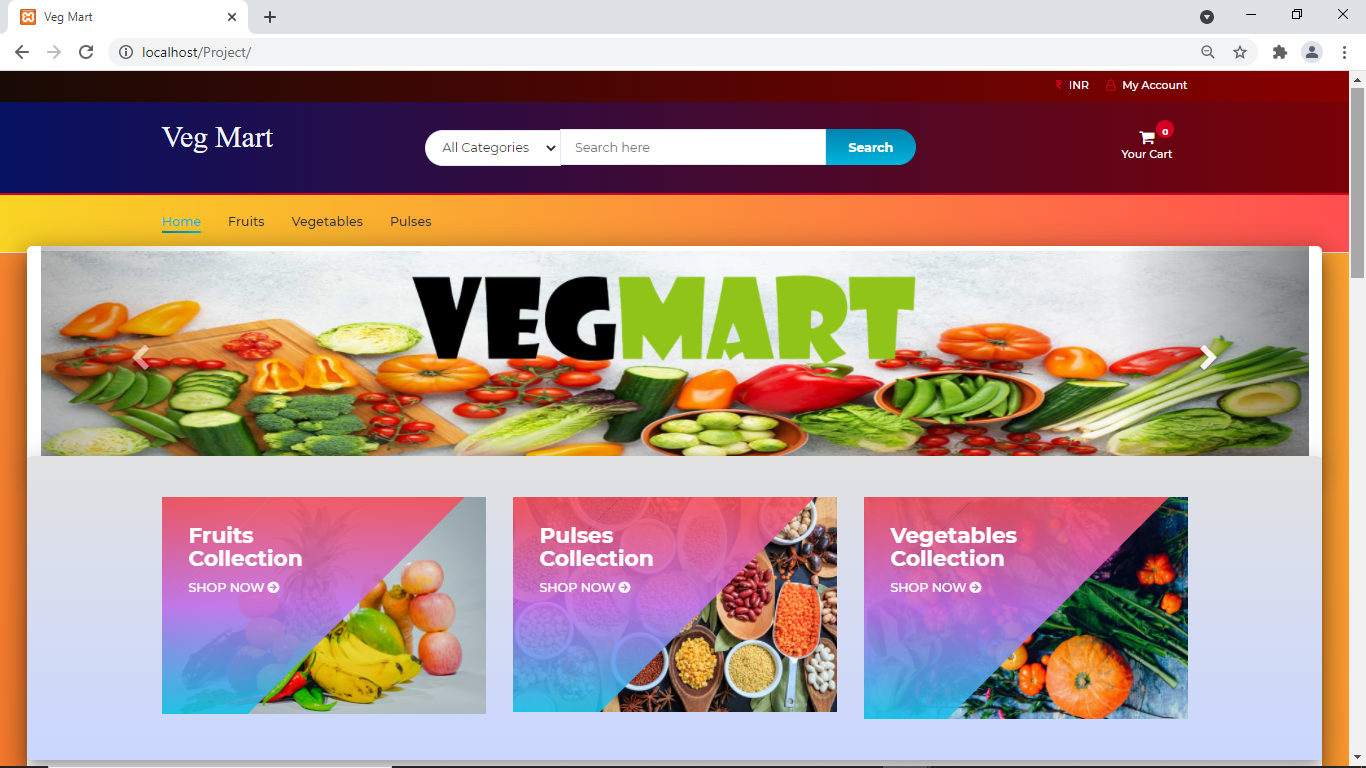 Veg Mart
localhost/Project/
INR My Account
Veg Mart
All Categories
Search here
Search
0
Your Cart
Home Fruits Vegetables Pulses
VEGMART
Fruits
Collection
SHOP NOW
Pulses
Collection
SHOP NOW
Vegetables
Collection
SHOP NOW